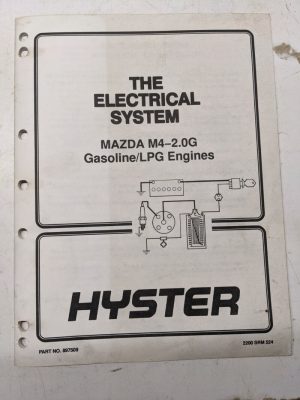 THE
ELECTRICAL
SYSTEM
MAZDA M4-2.0G
Gasoline/LPG Engines
HYSTER
PART NO. 897509
2200 SRM 524